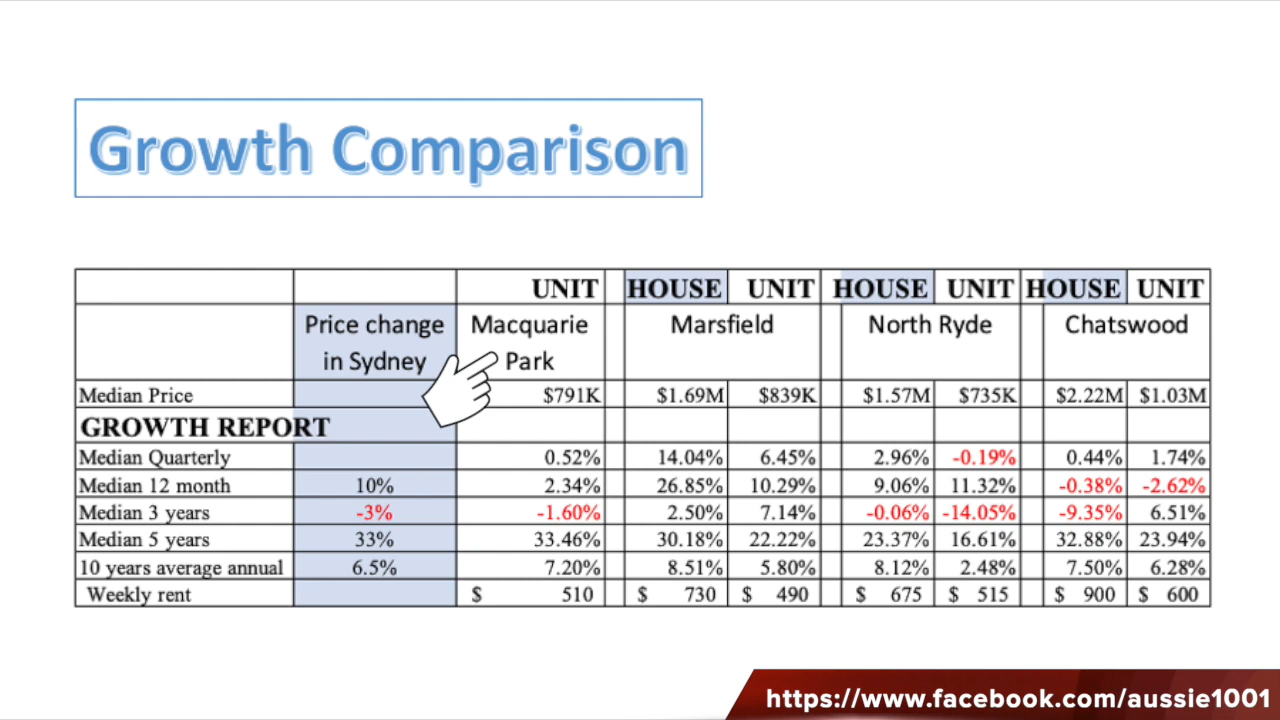 Growth Comparison
UNIT HOUSE UNIT HOUSE UNIT HOUSE UNIT
Price change Macquarie Marsfield North Ryde Chatswood
in Sydney Park
Median Price $791K $1.69M $839K $1.57M $735K $2.22M $1.03M
GROWTH REPORT
Median Quarterly 0.52% 14.04% 6.45% 2.96% -0.19% 0.44% 1.74%
Median 12 month 10% 2.34% 26.85% 10.29% 9.06% 11.32% -0.38% -2.62%
Median 3 years -3% -1.60% 2.50% 7.14% -0.06% -14.05% -9.35% 6.51%
Median 5 years 33% 33.46% 30.18% 22.22% 23.37% 16.61% 32.88% 23.94%
10 years average annual 6.5% 7.20% 8.51% 5.80% 8.12% 2.48% 7.50% 6.28%
Weekly rent $ 510 $ 730 $ 490 $ 675 $ 515 $ 900 $ 600
https://www.facebook.com/aussie1001